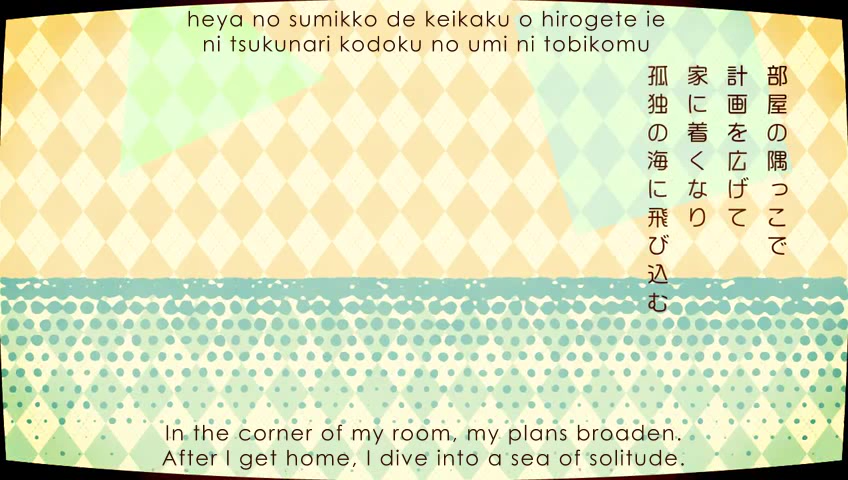 heya no sumikko de keikaku o hirogete ie
ni tsukunari kodoku no umi ni tobikomu
部屋の隅っこで
計画を広げて
家に着くなり
孤独の海に飛び込む
In the corner of my room, my plans broaden.
After I get home, I dive into a sea of solitude.